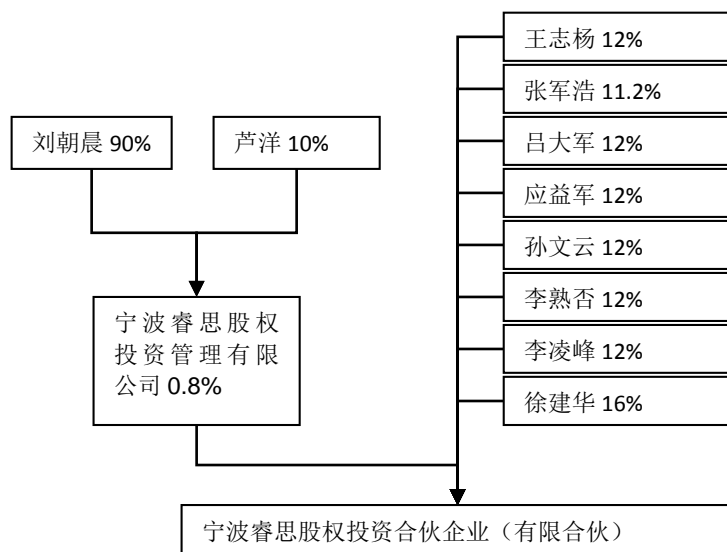 王志杨 12%
张军浩 11.2%
刘朝晨 90%
芦洋 10%
吕大军 12%
应益军 12%
孙文云 12%
李熟否 12%
宁波睿思股权
投资管理有限
公司 0.8%
李凌峰 12%
徐建华 16%
宁波睿思股权投资合伙企业（有限合伙）